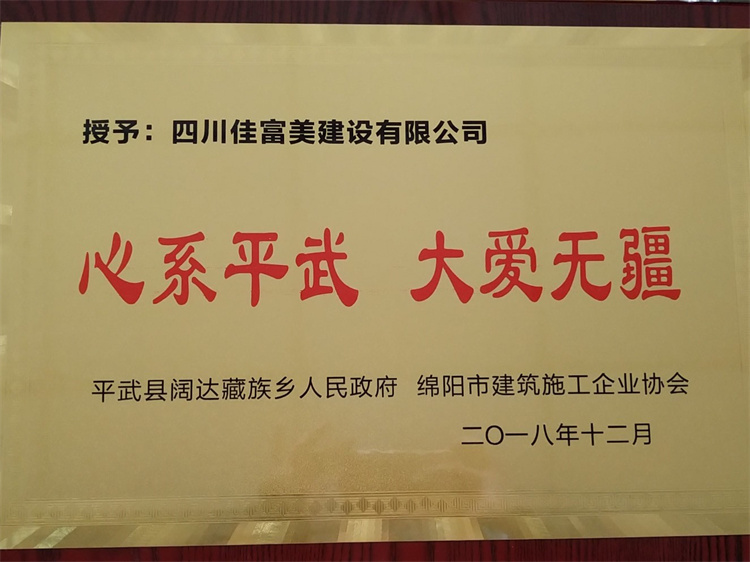 授予：四川佳富美建设有限公司
心系平武 大爱无疆
平武县阔达藏族乡人民政府 绵阳市建筑施工企业协会
二〇一八年十二月